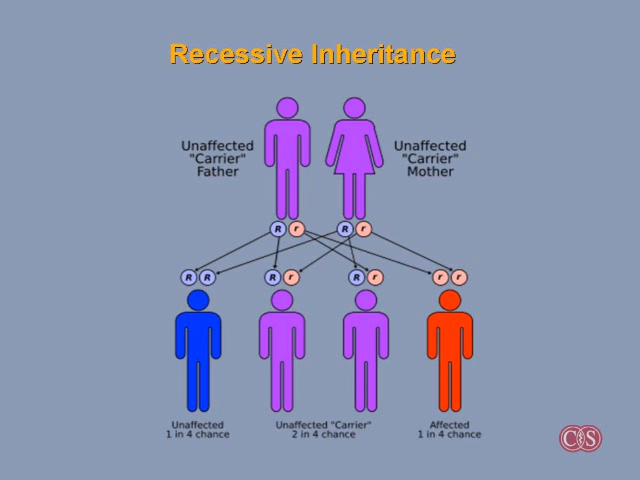 Recessive Inheritance
Unaffected
"Carrier"
Father
Unaffected
"Carrier"
Mother
R r R r
R R R r R r r r
Unaffected
1 in 4 chance
Unaffected "Carrier"
2 in 4 chance
Affected
1 in 4 chance
C S